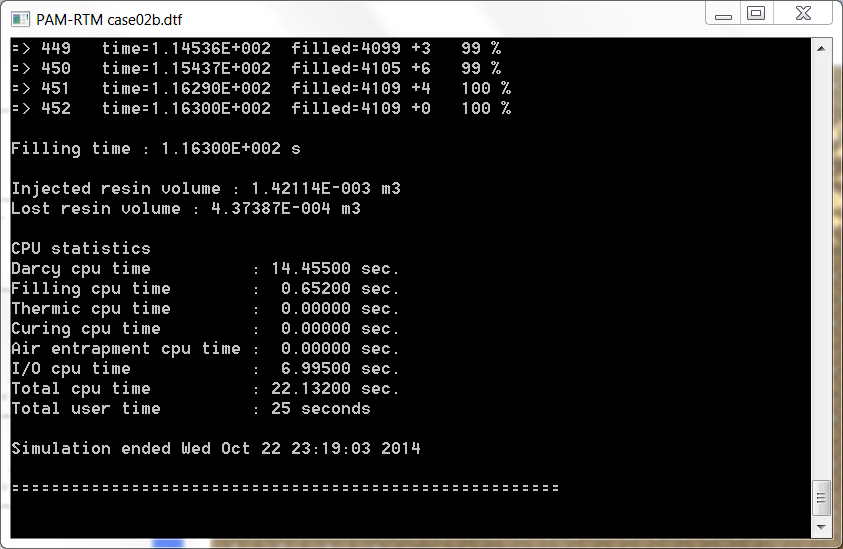 PAM-RTM case02b.dtf
=> 449   time=1.14536E+002  filled=4099 +3   99 %
=> 450   time=1.15437E+002  filled=4105 +6   99 %
=> 451   time=1.16290E+002  filled=4109 +4   100 %
=> 452   time=1.16300E+002  filled=4109 +0   100 %
Filling time : 1.16300E+002 s
Injected resin volume : 1.42114E-003 m3
Lost resin volume : 4.37387E-004 m3
CPU statistics
Darcy cpu time          : 14.45500 sec.
Filling cpu time        :  0.65200 sec.
Thermic cpu time        :  0.00000 sec.
Curing cpu time         :  0.00000 sec.
Air entrapment cpu time :  0.00000 sec.
I/O cpu time            :  6.99500 sec.
Total cpu time          : 22.13200 sec.
Total user time         : 25 seconds
Simulation ended Wed Oct 22 23:19:03 2014
=======================================================